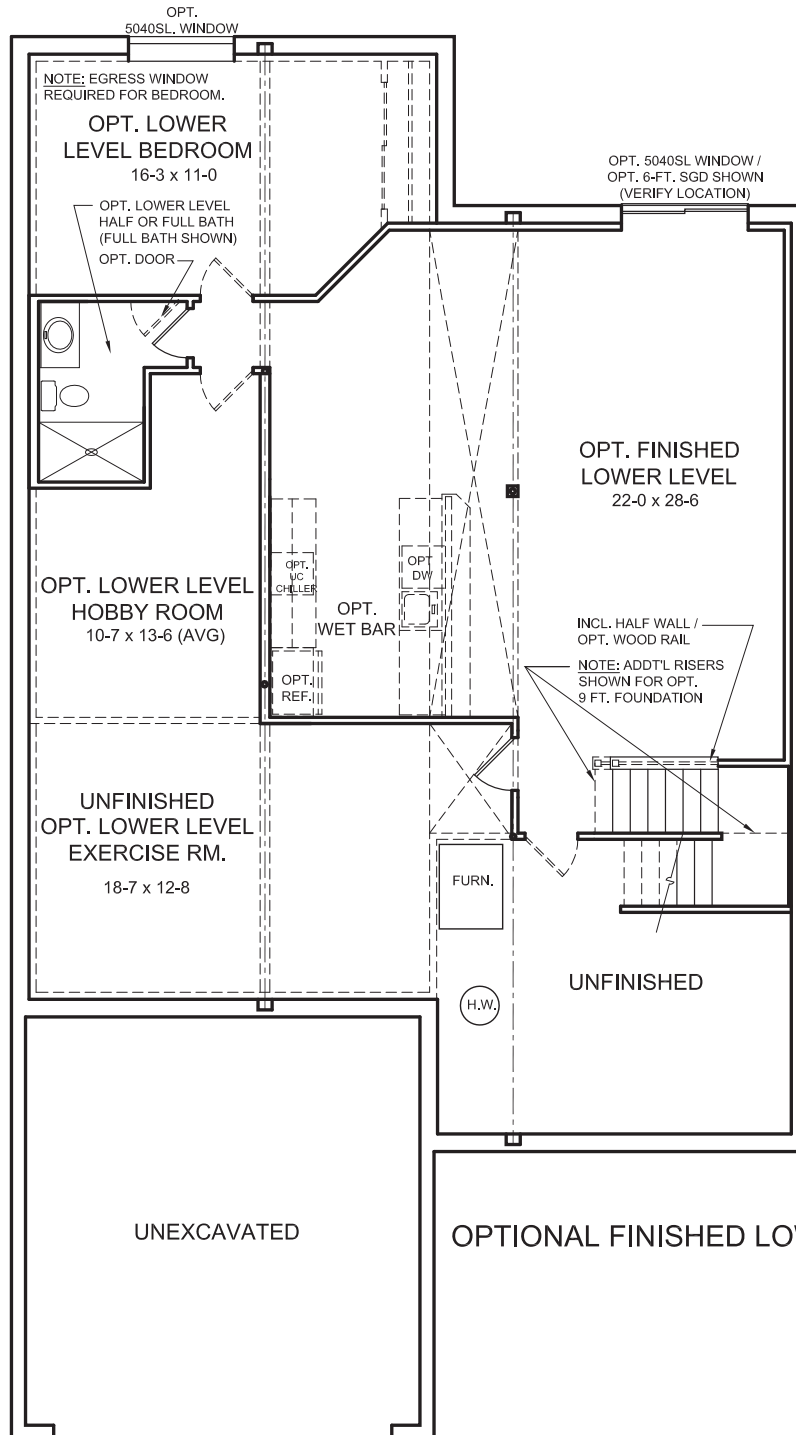 OPT.
5040SL. WINDOW
NOTE: EGRESS WINDOW
REQUIRED FOR BEDROOM.
OPT. LOWER
LEVEL BEDROOM
16-3 x 11-0
OPT. 5040SL WINDOW /
OPT. 6-FT. SGD SHOWN
(VERIFY LOCATION)
OPT. LOWER LEVEL
HALF OR FULL BATH
(FULL BATH SHOWN)
OPT. DOOR
OPT. FINISHED
LOWER LEVEL
22-0 x 28-6
OPT.
UC
CHILLER
OPT
DW
OPT. LOWER LEVEL
HOBBY ROOM
10-7 x 13-6 (AVG)
OPT.
WET BAR
OPT.
REF.
INCL. HALF WALL /
OPT. WOOD RAIL
NOTE: ADDT'L RISERS
SHOWN FOR OPT.
9 FT. FOUNDATION
UNFINISHED
OPT. LOWER LEVEL
EXERCISE RM.
18-7 x 12-8
FURN.
UNFINISHED
H.W.
UNEXCAVATED
OPTIONAL FINISHED LOW